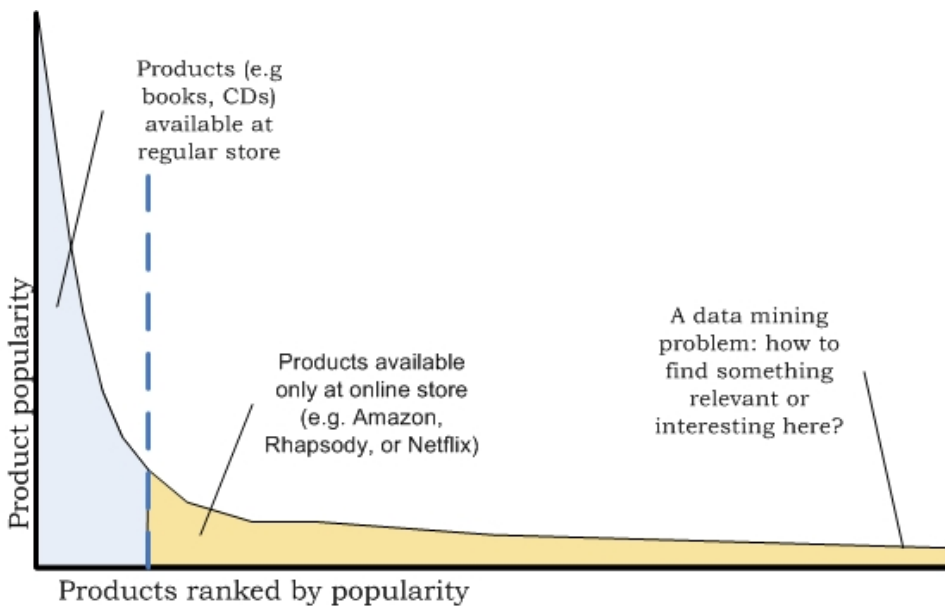 Products (e.g
books, CDs)
available at
regular store
Product popularity
Products available
only at online store
(e.g. Amazon,
Rhapsody, or Netflix)
A data mining
problem: how to
find something
relevant or
interesting here?
Products ranked by popularity